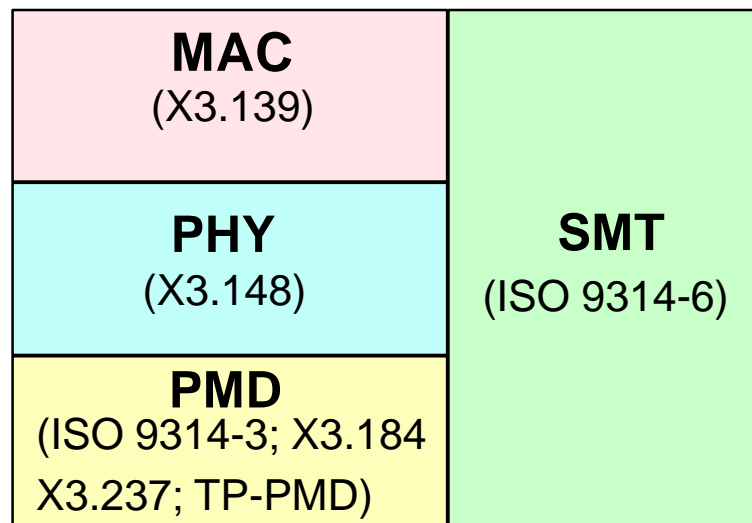 MAC
(X3.139)
PHY
(X3.148)
PMD
(ISO 9314-3; X3.184
X3.237; TP-PMD)
SMT
(ISO 9314-6)